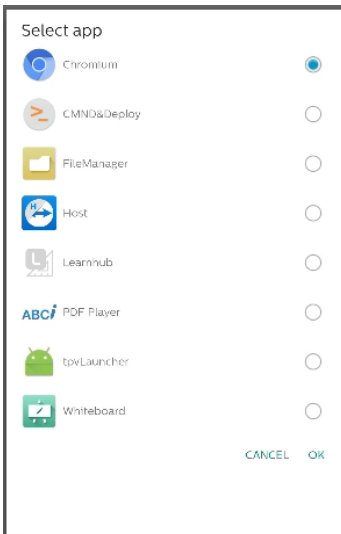 Select app
Chromium
CMND&Deploy
FileManager
H
Host
L
Learnhub
ABCi PDF Player
tpvLauncher
Whiteboard
CANCEL OK